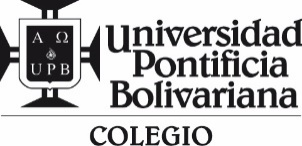 Α Ω
UPB
Universidad
Pontificia
Bolivariana
COLEGIO